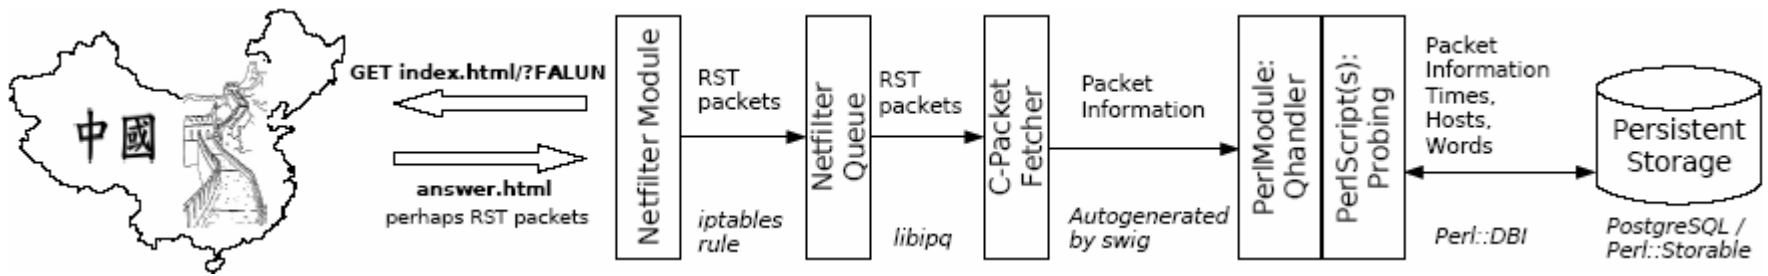 中國
GET index.html/?FALUN
answer.html
perhaps RST packets
Netfilter Module
RST
packets
iptables
rule
Netfilter
Queue
RST
packets
libipq
C-Packet
Fetcher
Packet
Information
Autogenerated
by swig
PerlModule:
Qhandler
PerlScript(s):
Probing
Packet
Information
Times,
Hosts,
Words
Perl::DBI
Persistent
Storage
PostgreSQL /
Perl::Storable